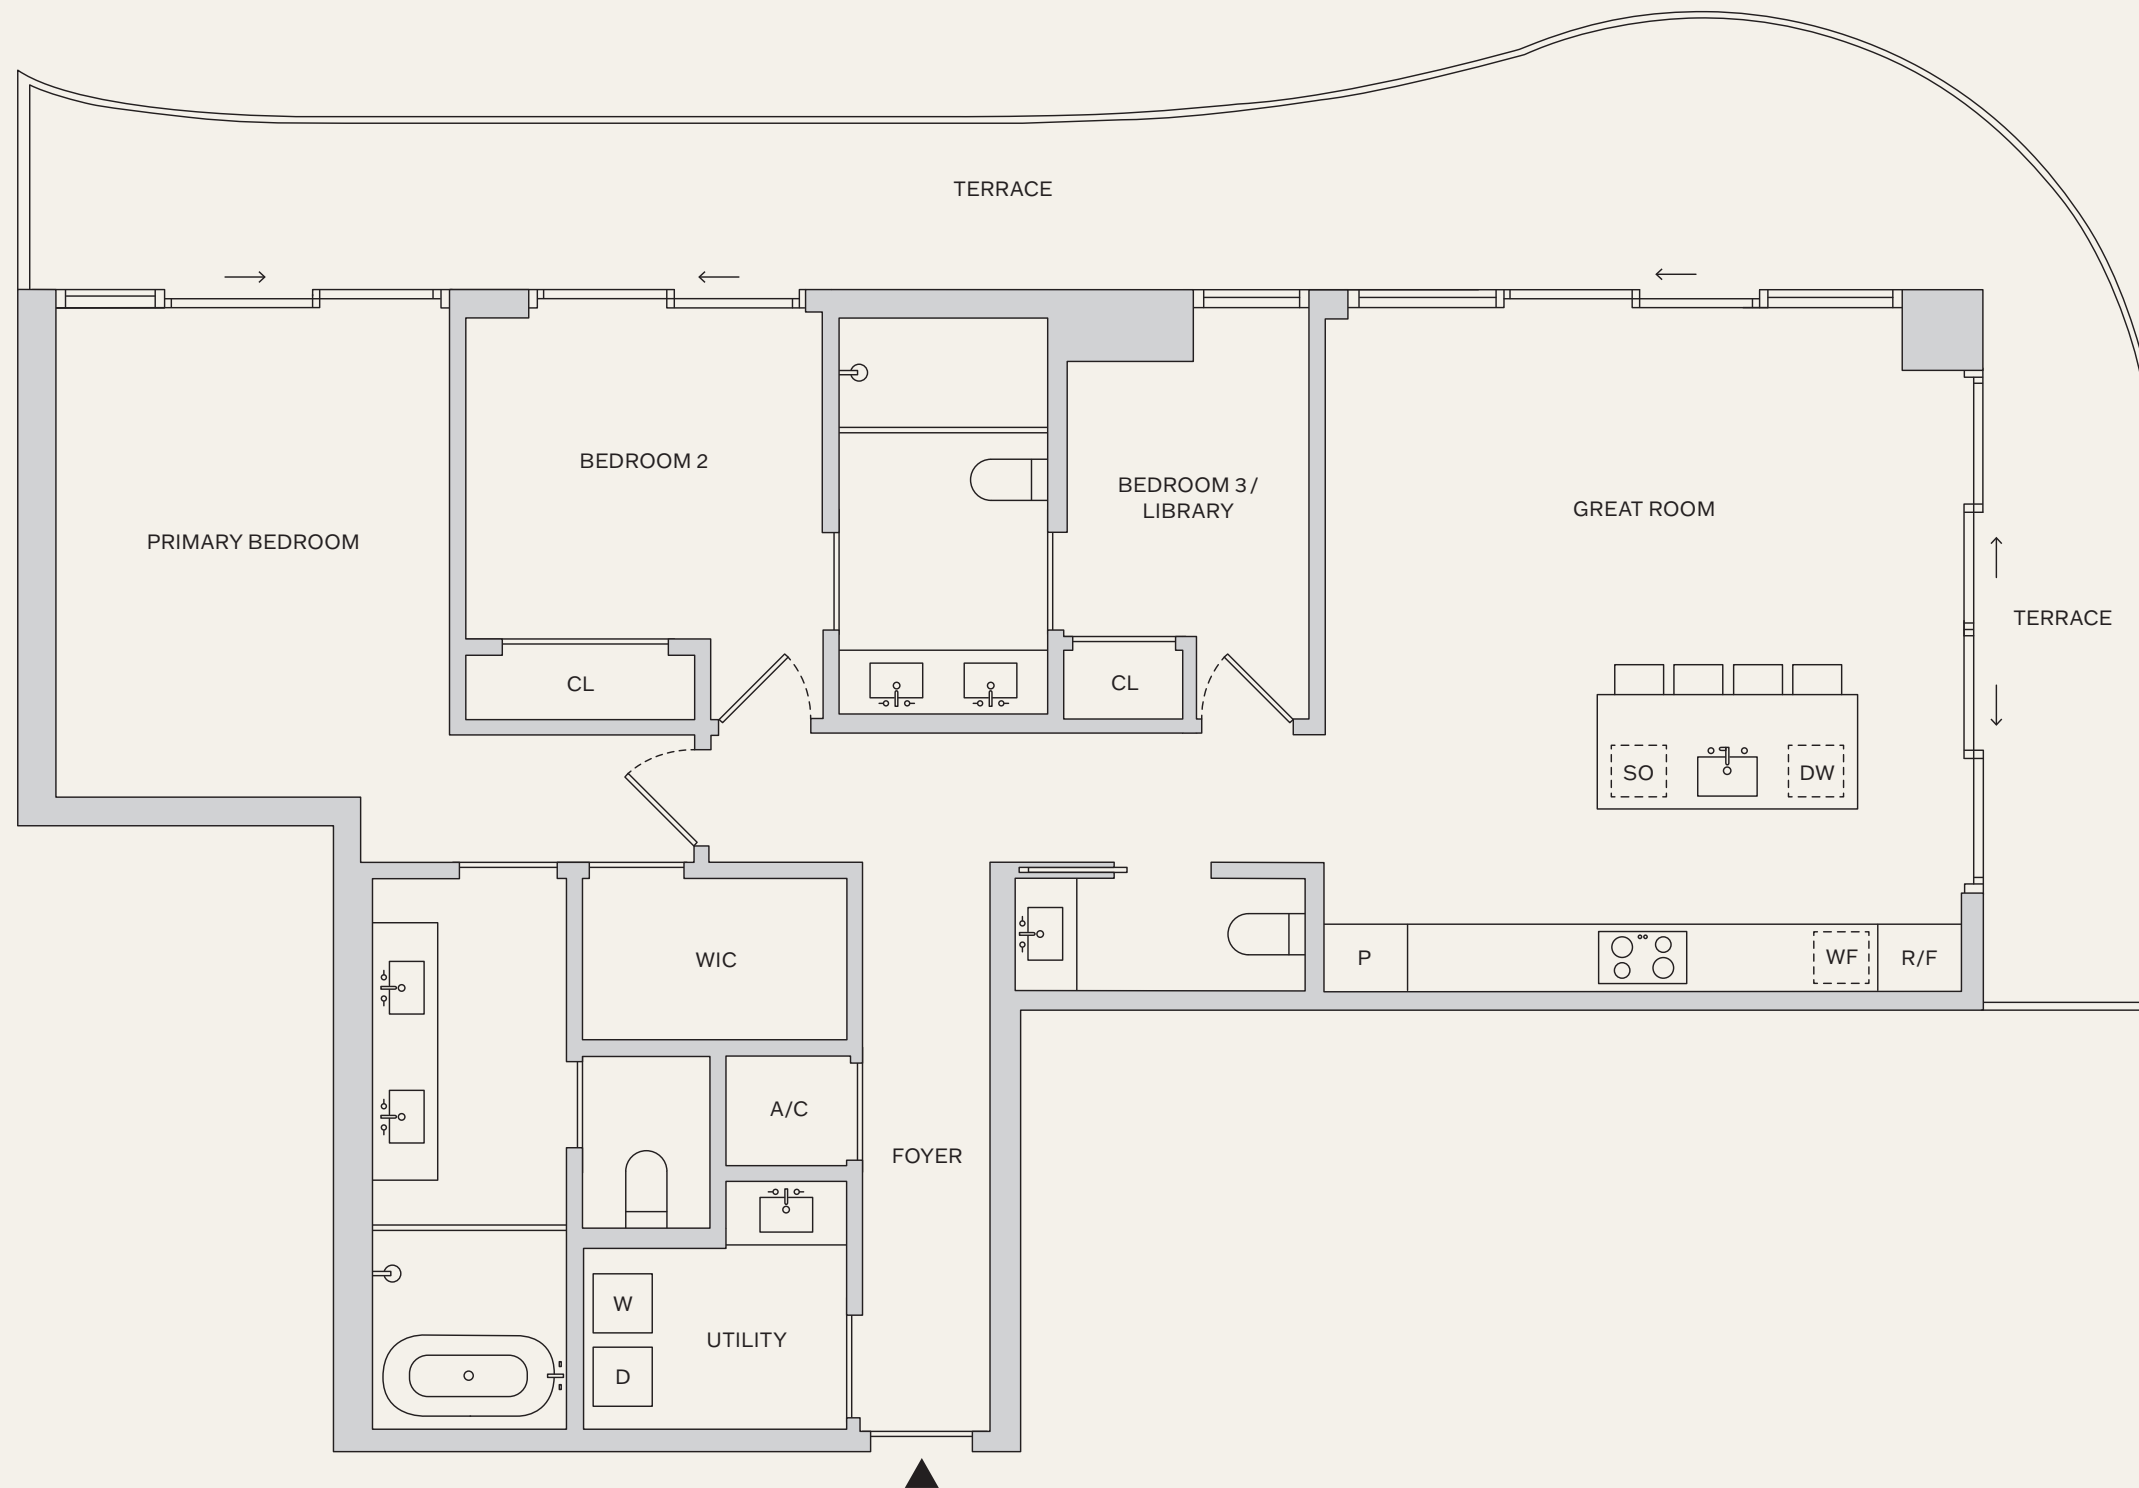 TERRACE
BEDROOM 2
BEDROOM 3 /
LIBRARY
GREAT ROOM
PRIMARY BEDROOM
TERRACE
CL
CL
SO
DW
WIC
P
WF
R/F
A/C
FOYER
W
UTILITY
D